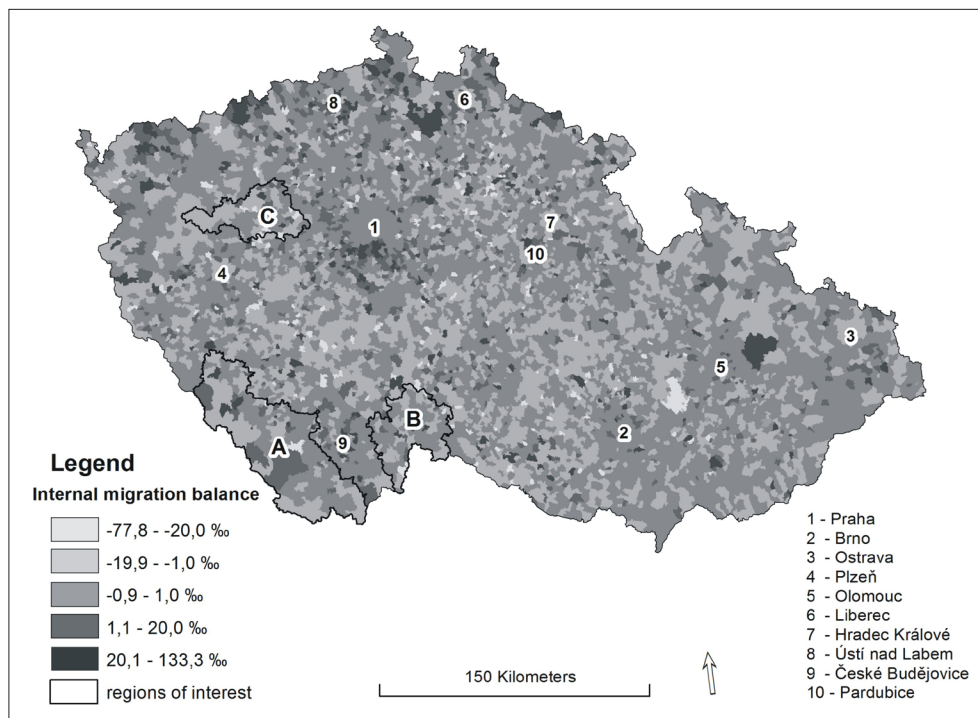 8
6
C
1
7
10
4
3
5
B
9
A
2
Legend
Internal migration balance
-77,8 - -20,0 ‰
-19,9 - -1,0 ‰
-0,9 - 1,0 ‰
1,1 - 20,0 ‰
20,1 - 133,3 ‰
regions of interest
150 Kilometers
1 - Praha
2 - Brno
3 - Ostrava
4 - Plzeň
5 - Olomouc
6 - Liberec
7 - Hradec Králové
8 - Ústí nad Labem
9 - České Budějovice
10 - Pardubice